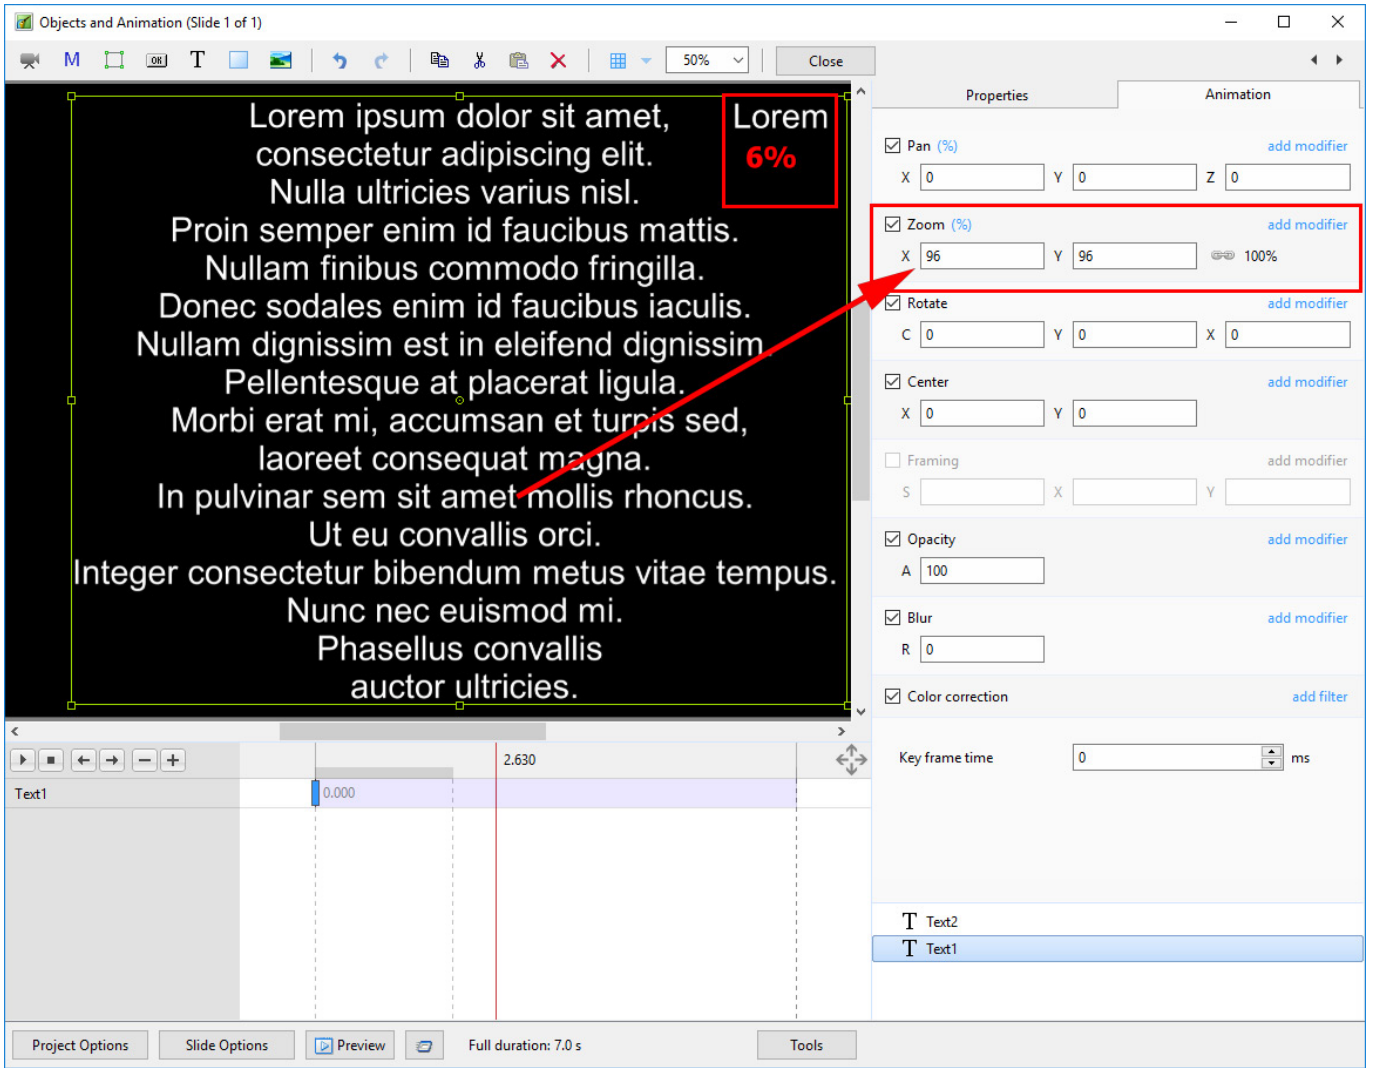 Objects and Animation (Slide 1 of 1)
M OK T 50% Close
Properties Animation
Lorem ipsum dolor sit amet,
consectetur adipiscing elit.
Nulla ultricies varius nisl.
Proin semper enim id faucibus mattis.
Nullam finibus commodo fringilla.
Donec sodales enim id faucibus iaculis.
Nullam dignissim est in eleifend dignissim.
Pellentesque at placerat ligula.
Morbi erat mi, accumsan et turpis sed,
laoreet consequat magna.
In pulvinar sem sit amet mollis rhoncus.
Ut eu convallis orci.
Integer consectetur bibendum metus vitae tempus.
Nunc nec euismod mi.
Phasellus convallis
auctor ultricies.
Lorem
6%
Pan (%) add modifier
X 0 Y 0 Z 0
Zoom (%) add modifier
X 96 Y 96 100%
Rotate add modifier
C 0 Y 0 X 0
Center add modifier
X 0 Y 0
Framing add modifier
S X Y
Opacity add modifier
A 100
Blur add modifier
R 0
Color correction add filter
Key frame time 0 ms
2.630
Text1 0.000
T Text2
T Text1
Project Options Slide Options Preview Full duration: 7.0 s Tools